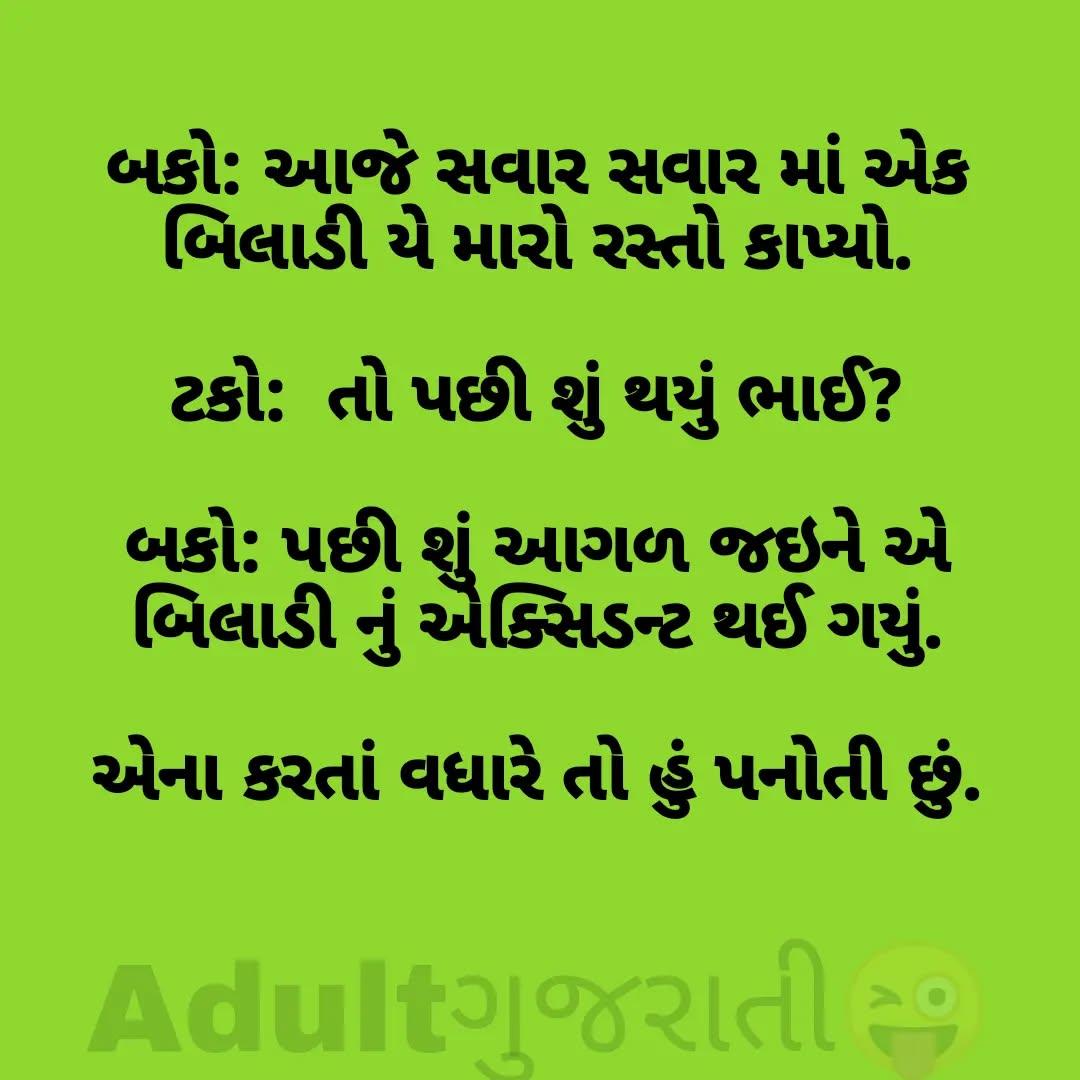 બકો: આજે સવાર સવાર માં એક
બિલાડી યે મારો રસ્તો કાપ્યો.
ટકો: તો પછી શું થયું ભાઈ?
બકો: પછી શું આગળ જઇને એ
બિલાડી નું એક્સિડન્ટ થઈ ગયું.
એના કરતાં વધારે તો હું પનોતી છું.
Adultગુજરાતી😜